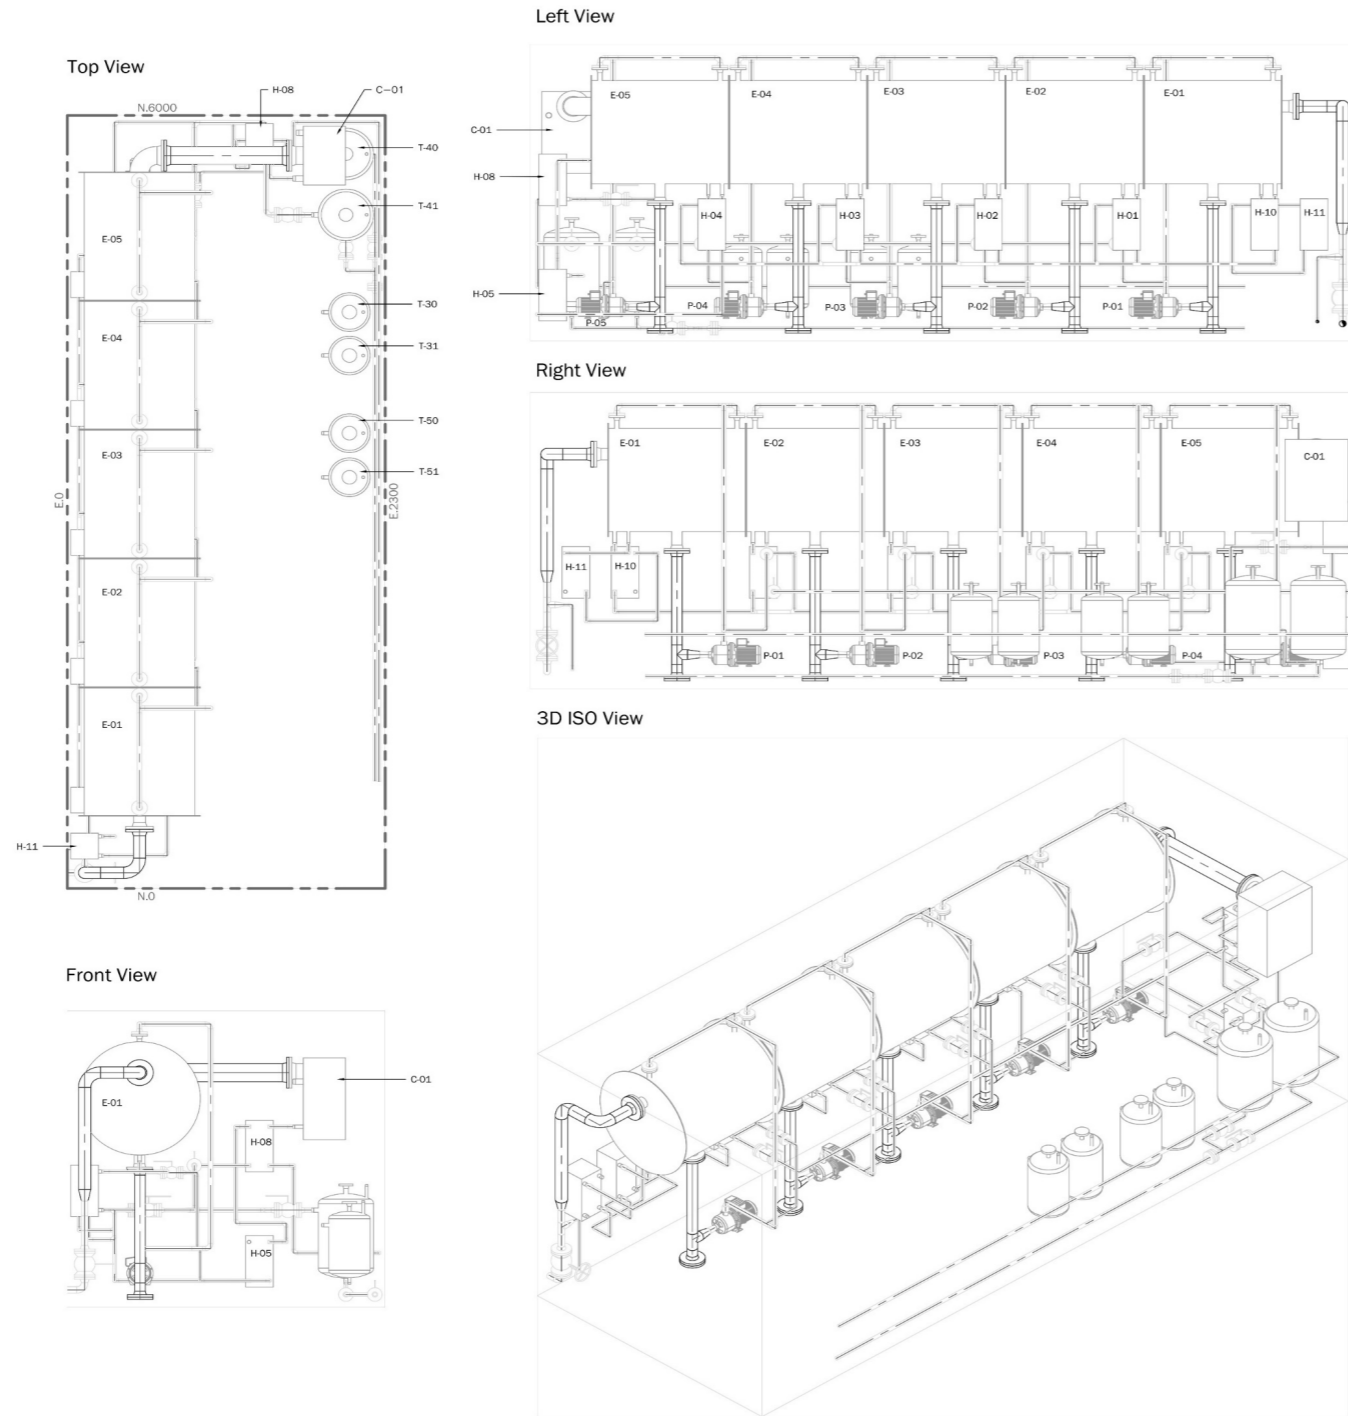 Left View
E-05
E-04
E-03
E-02
E-01
C-01
H-08
H-04
H-03
H-02
H-01
H-10
H-11
H-05
P-05
P-04
P-03
P-02
P-01
Top View
N.6000
H-08
C-01
T-40
T-41
E-05
T-30
E-04
T-31
T-50
E-03
T-51
E.0
E.2300
E-02
E-01
H-11
N.0
Right View
E-01
E-02
E-03
E-04
E-05
C-01
H-11
H-10
P-01
P-02
P-03
P-04
3D ISO View
Front View
E-01
C-01
H-08
H-05